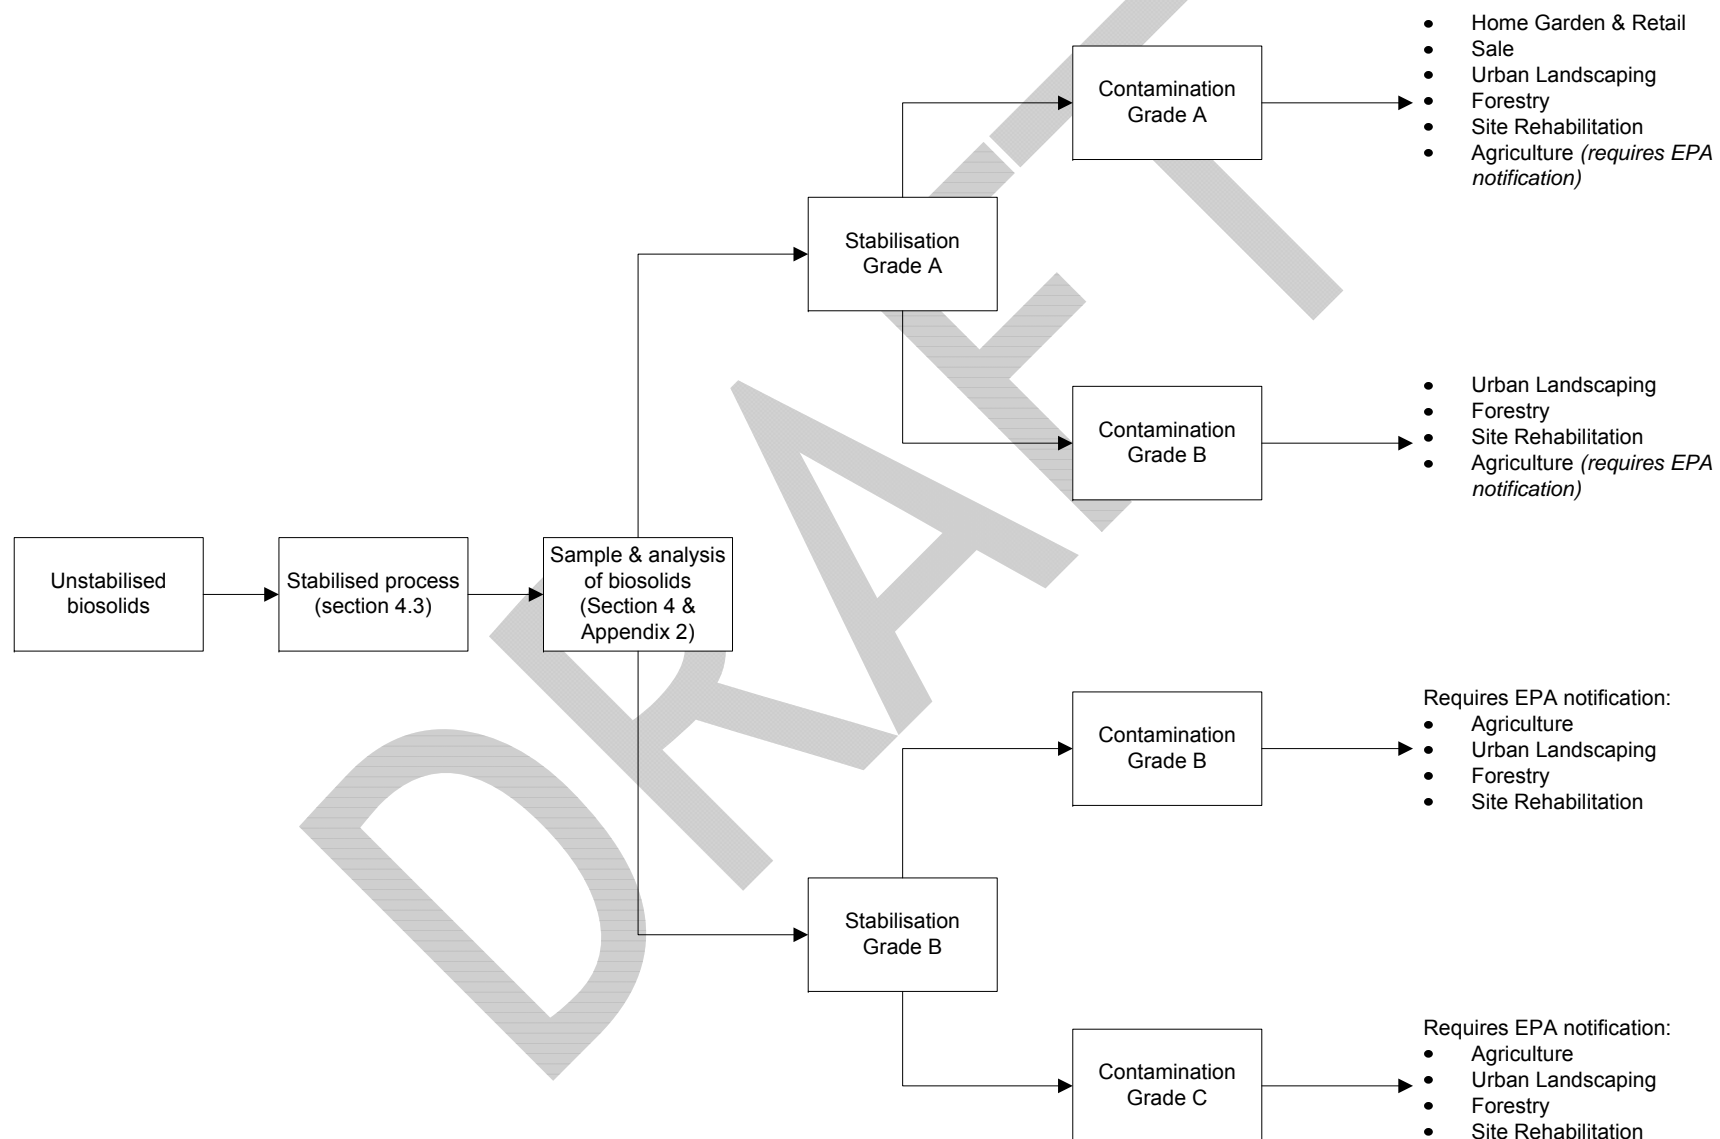 Unstabilised
biosolids
Stabilised process
(section 4.3)
Sample & analysis
of biosolids
(Section 4 &
Appendix 2)
Stabilisation
Grade A
Contamination
Grade A
• Home Garden & Retail
• Sale
• Urban Landscaping
• Forestry
• Site Rehabilitation
• Agriculture (requires EPA
notification)
Contamination
Grade B
• Urban Landscaping
• Forestry
• Site Rehabilitation
• Agriculture (requires EPA
notification)
Stabilisation
Grade B
Contamination
Grade B
Requires EPA notification:
• Agriculture
• Urban Landscaping
• Forestry
• Site Rehabilitation
Contamination
Grade C
Requires EPA notification:
• Agriculture
• Urban Landscaping
• Forestry
• Site Rehabilitation
DRAFT